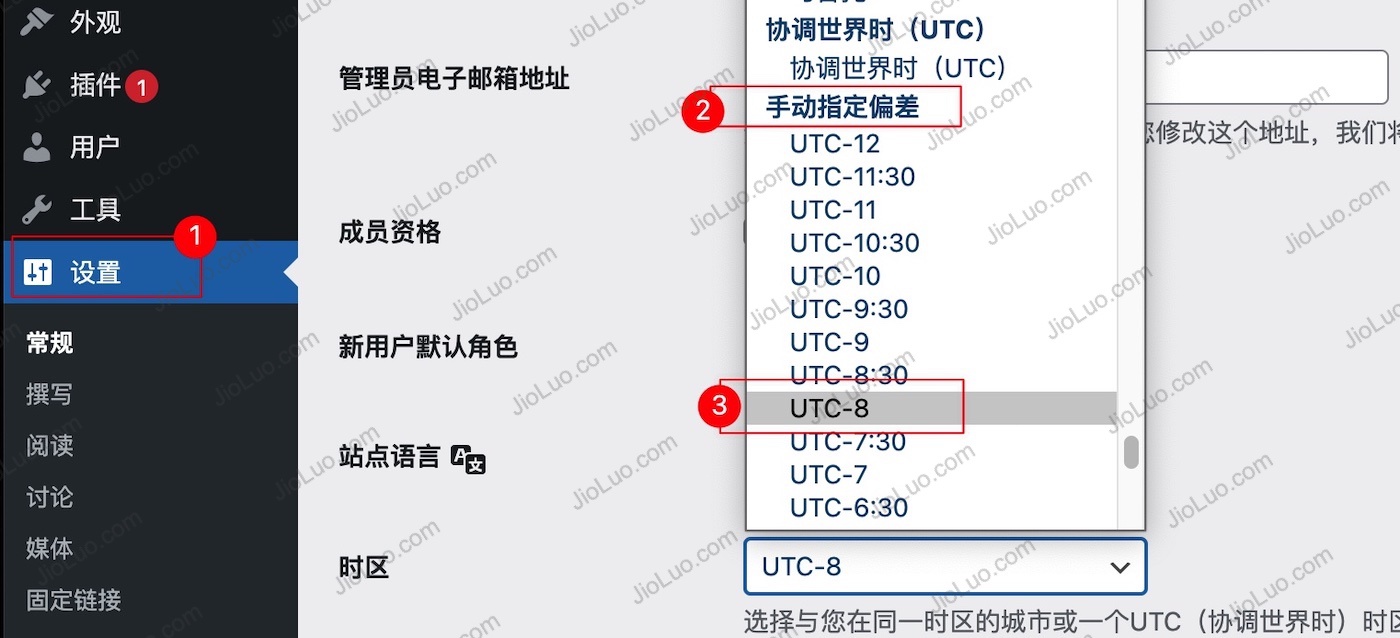 外观
插件 1
用户
工具
1
设置
常规
撰写
阅读
讨论
媒体
固定链接
管理员电子邮箱地址
成员资格
新用户默认角色
站点语言
时区
协调世界时（UTC）
协调世界时（UTC）
2 手动指定偏差
UTC-12
UTC-11:30
UTC-11
UTC-10:30
UTC-10
UTC-9:30
UTC-9
UTC-8:30
3 UTC-8
UTC-7:30
UTC-7
UTC-6:30
UTC-8
修改这个地址，我们将
选择与您在同一时区的城市或一个UTC（协调世界时）时区
JioLuo.com